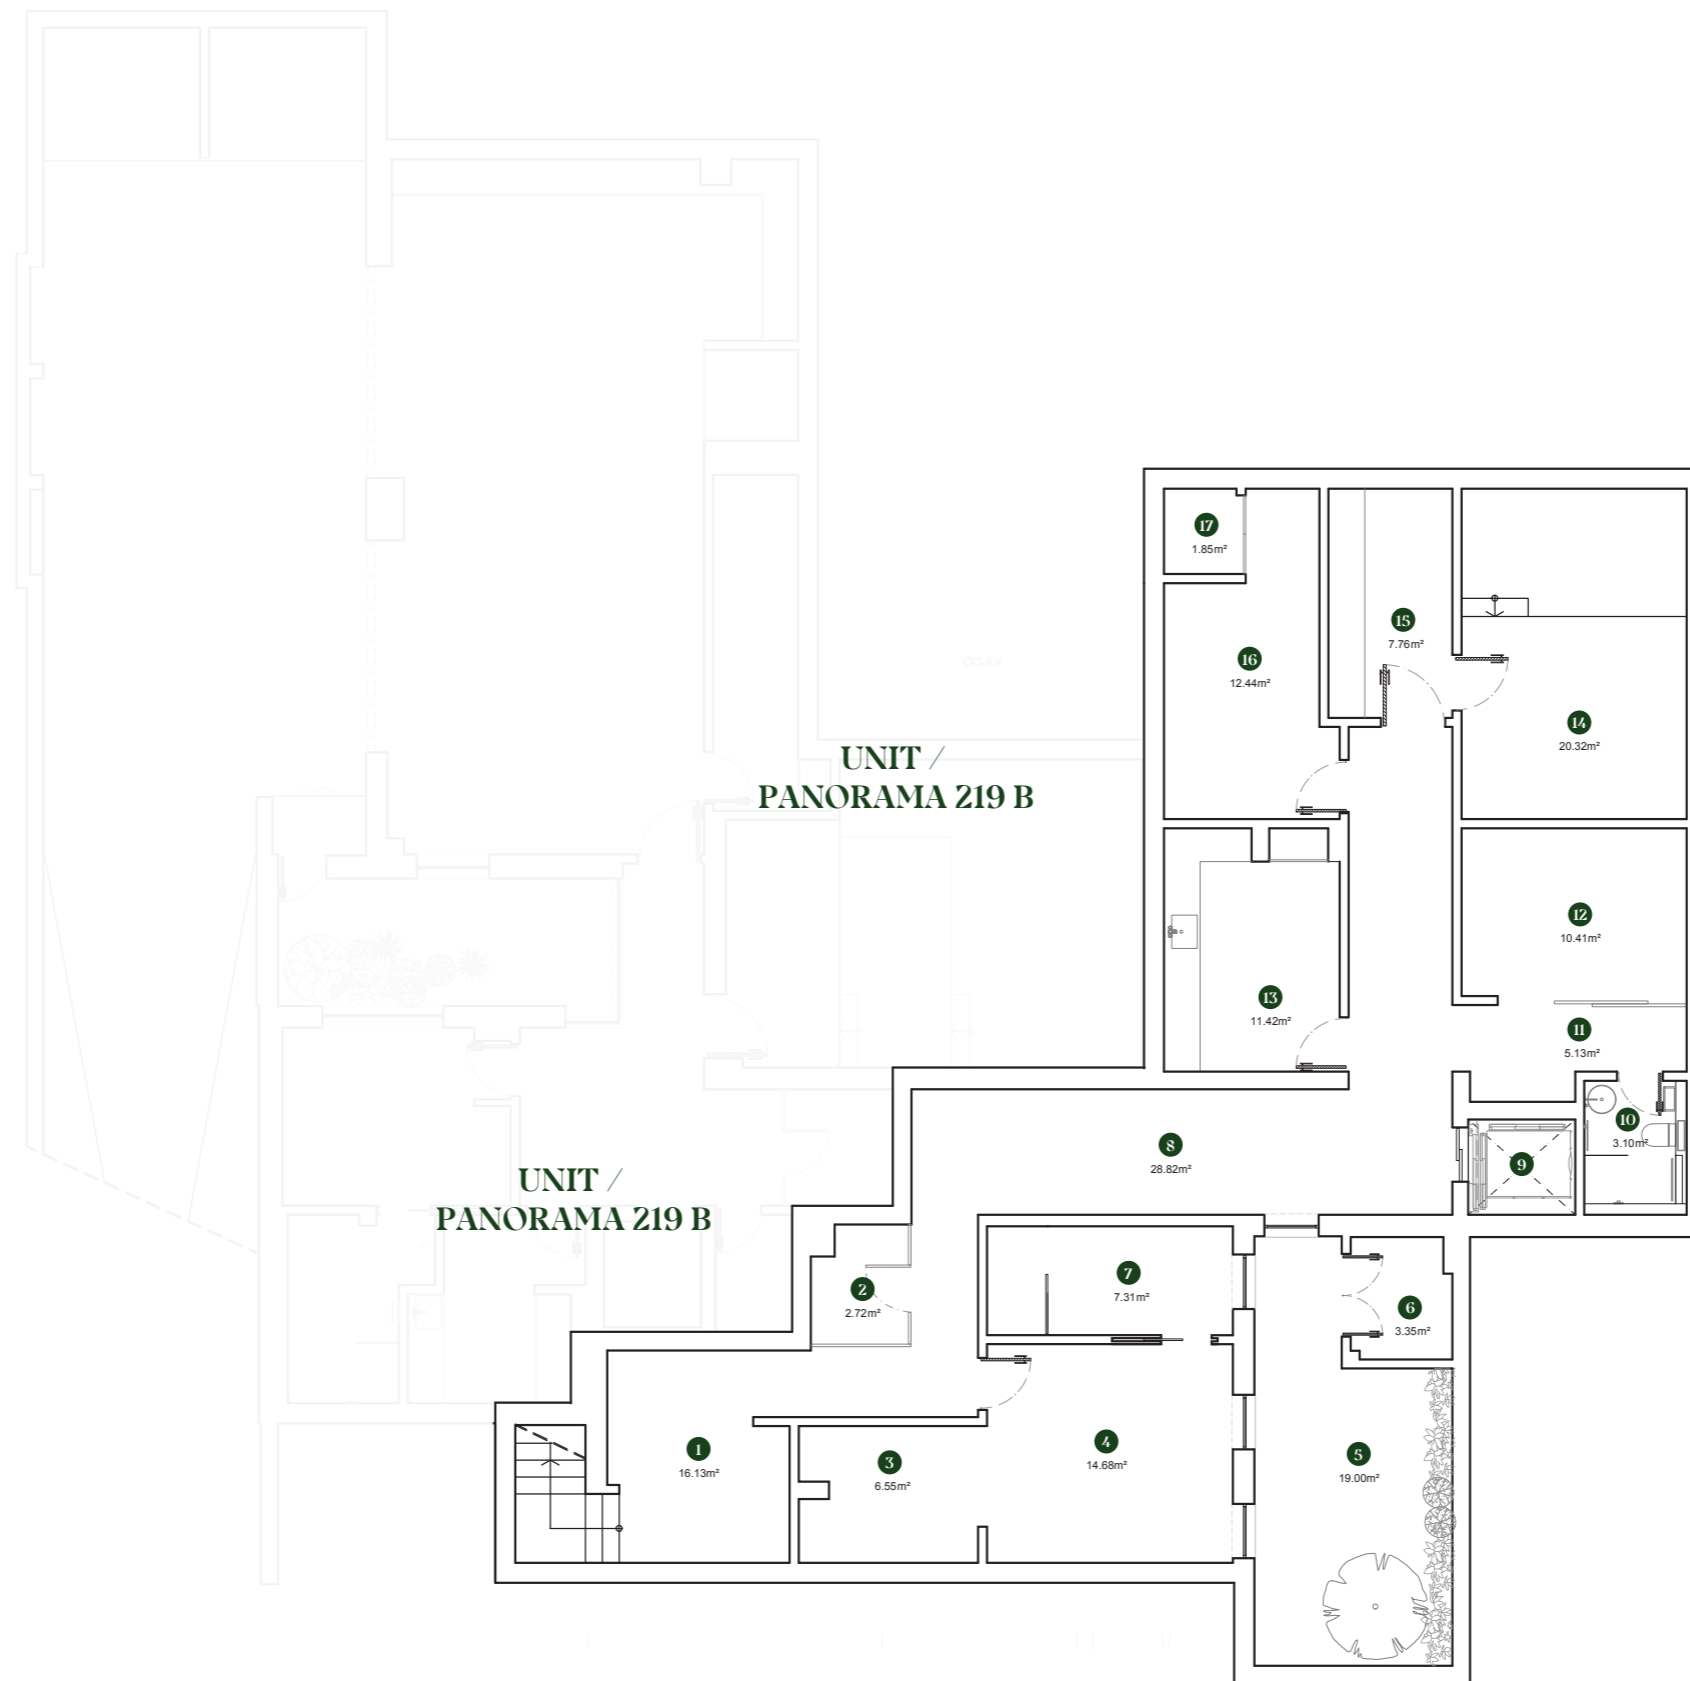 17
1.85m²
15
7.76m²
16
12.44m²
14
20.32m²
UNIT /
PANORAMA 219 B
12
10.41m²
13
11.42m²
11
5.13m²
10
3.10m²
8
28.82m²
9
UNIT /
PANORAMA 219 B
7
7.31m²
2
2.72m²
6
3.35m²
1
16.13m²
3
6.55m²
4
14.68m²
5
19.00m²